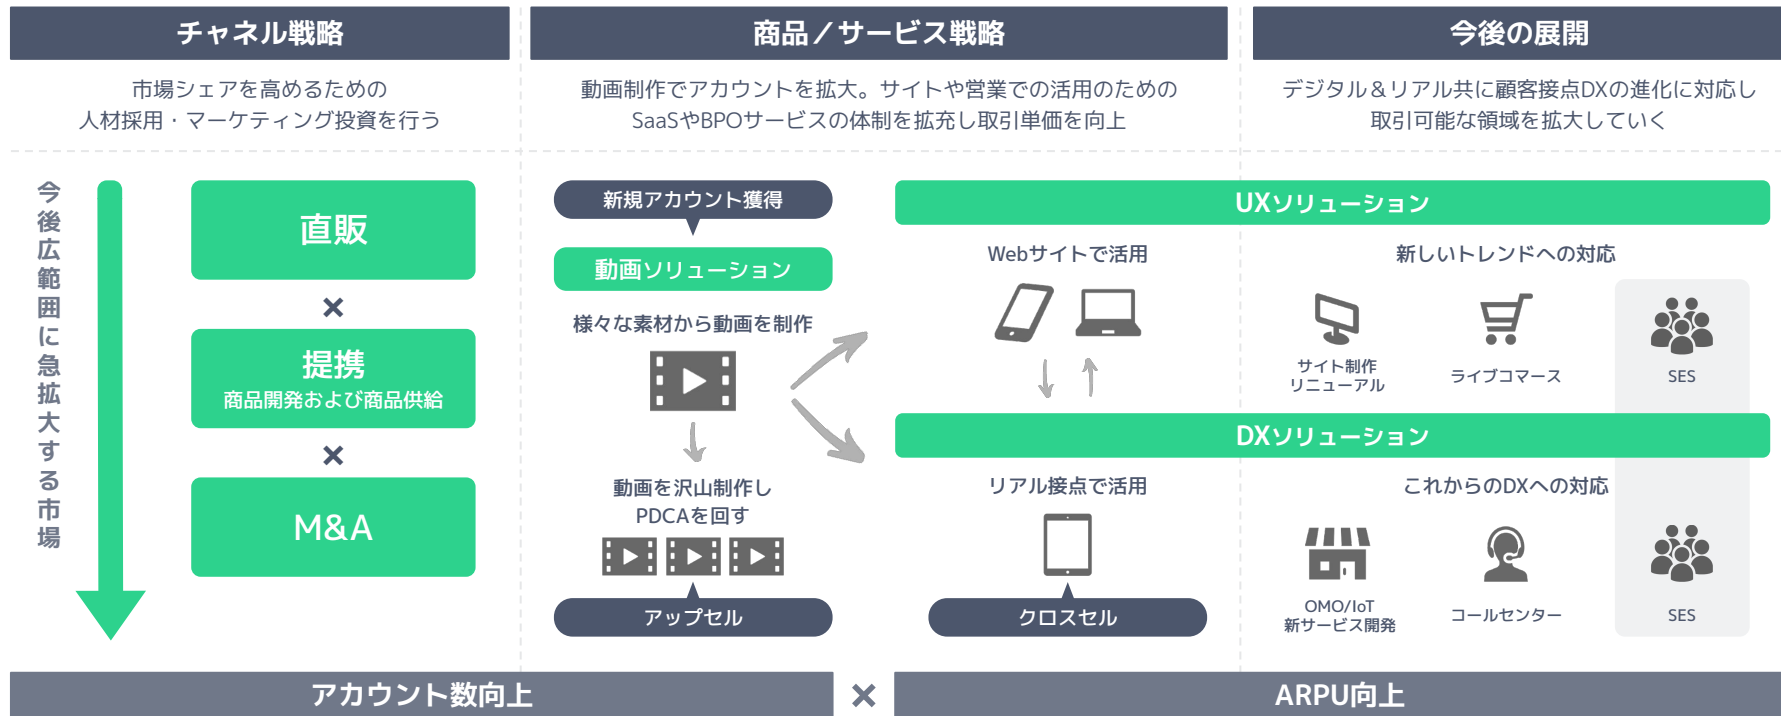 チャネル戦略
市場シェアを高めるための
人材採用・マーケティング投資を行う
商品／サービス戦略
動画制作でアカウントを拡大。サイトや営業での活用のための
SaaSやBPOサービスの体制を拡充し取引単価を向上
今後の展開
デジタル＆リアル共に顧客接点DXの進化に対応し
取引可能な領域を拡大していく
今後広範囲に急拡大する市場
直販
×
提携
商品開発および商品供給
×
M&A
新規アカウント獲得
動画ソリューション
様々な素材から動画を制作
動画を沢山制作し
PDCAを回す
アップセル
UXソリューション
Webサイトで活用
新しいトレンドへの対応
サイト制作
リニューアル
ライブコマース
SES
DXソリューション
リアル接点で活用
クロスセル
これからのDXへの対応
OMO/IoT
新サービス開発
コールセンター
SES
アカウント数向上
×
ARPU向上